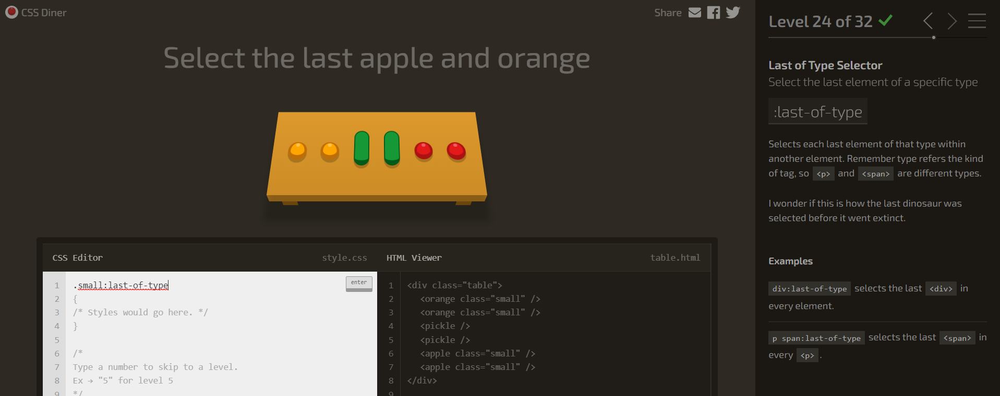 CSS Diner
Share
Select the last apple and orange
CSS Editor
style.css
1 .small:last-of-type
enter
2 {
3 /* Styles would go here. */
4 }
5
6 /*
7 Type a number to skip to a level.
8 Ex → "5" for level 5
9 */
HTML Viewer
table.html
1 <div class="table">
2 <orange class="small" />
3 <orange class="small" />
4 <pickle />
5 <pickle />
6 <apple class="small" />
7 <apple class="small" />
8 </div>
9
Level 24 of 32
Last of Type Selector
Select the last element of a specific type
:last-of-type
Selects each last element of that type within
another element. Remember type refers the kind
of tag, so <p> and <span> are different types.
I wonder if this is how the last dinosaur was
selected before it went extinct.
Examples
div:last-of-type selects the last <div> in
every element.
p span:last-of-type selects the last <span> in
every <p> .